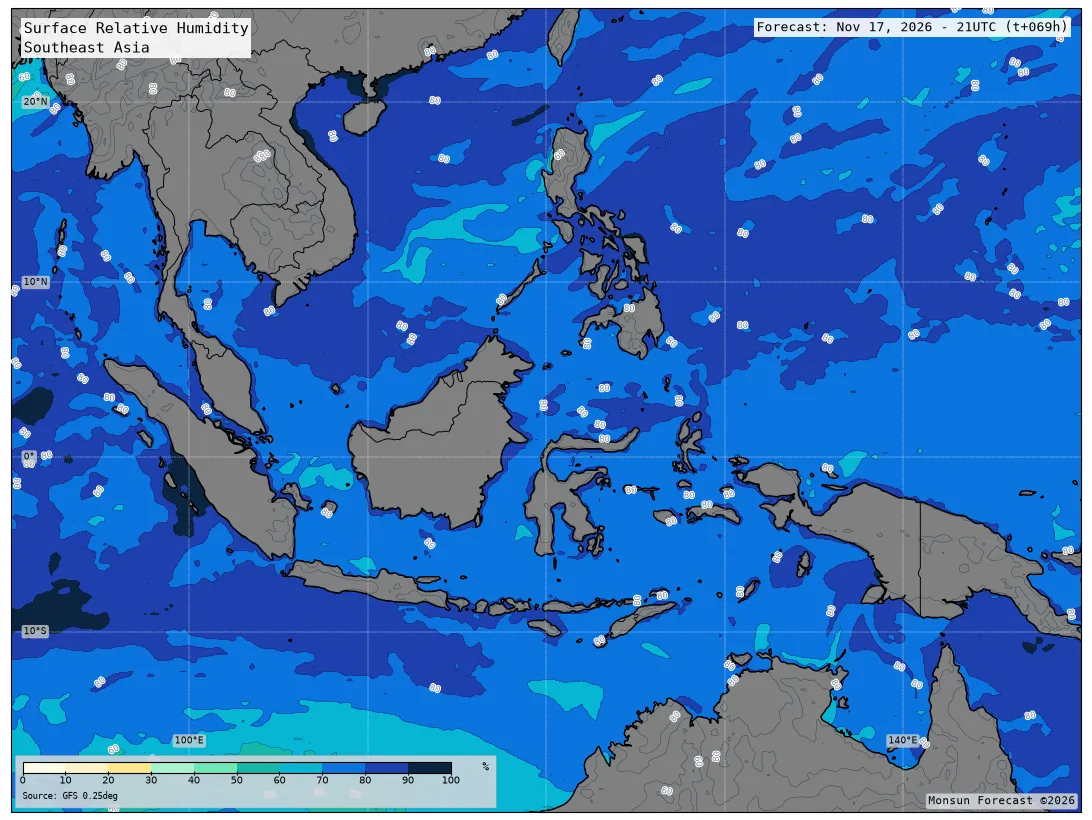 Surface Relative Humidity
Southeast Asia
Forecast: Nov 17, 2026 - 21UTC (t+069h)
20°N
10°N
0°
10°S
100°E
140°E
0 10 20 30 40 50 60 70 80 90 100
%
Source: GFS 0.25deg
Monsun Forecast ©2026